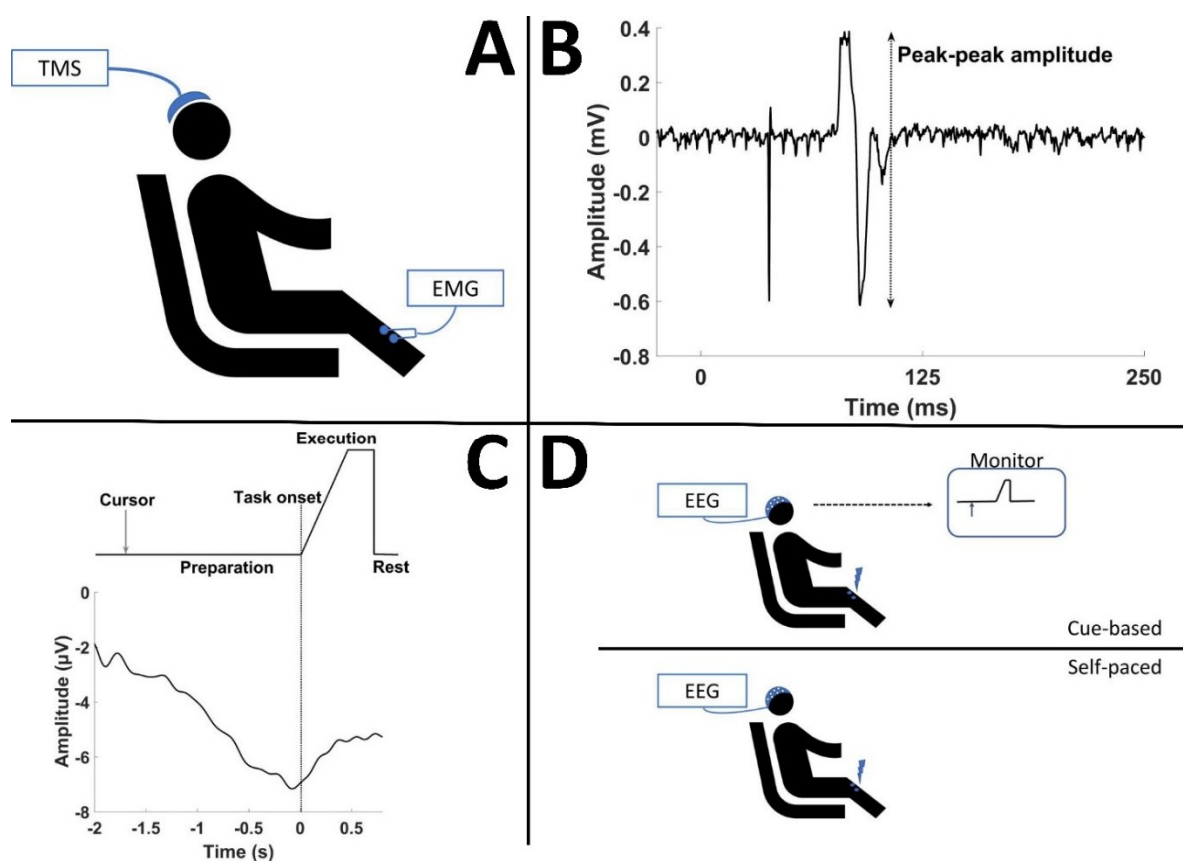 A
TMS
EMG
B
0.4
0.2
0
-0.2
-0.4
-0.6
-0.8
Amplitude (mV)
Peak-peak amplitude
0 125 250
Time (ms)
C
Execution
Task onset
Cursor
Preparation
Rest
0
-2
-4
-6
-8
Amplitude (μV)
-2 -1.5 -1 -0.5 0 0.5
Time (s)
D
Monitor
EEG
Cue-based
Self-paced
EEG